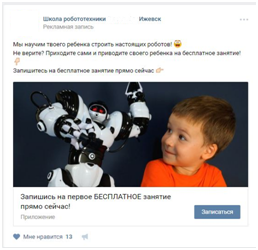 Школа робототехники Ижевск
Рекламная запись
Мы научим твоего ребенка строить настоящих роботов! 😱
Не верите? Приходите сами и приводите своего ребенка на бесплатное занятие!
👇
Запишитесь на бесплатное занятие прямо сейчас 👉
Запишись на первое БЕСПЛАТНОЕ занятие
прямо сейчас!
Приложение
Записаться
Мне нравится 13